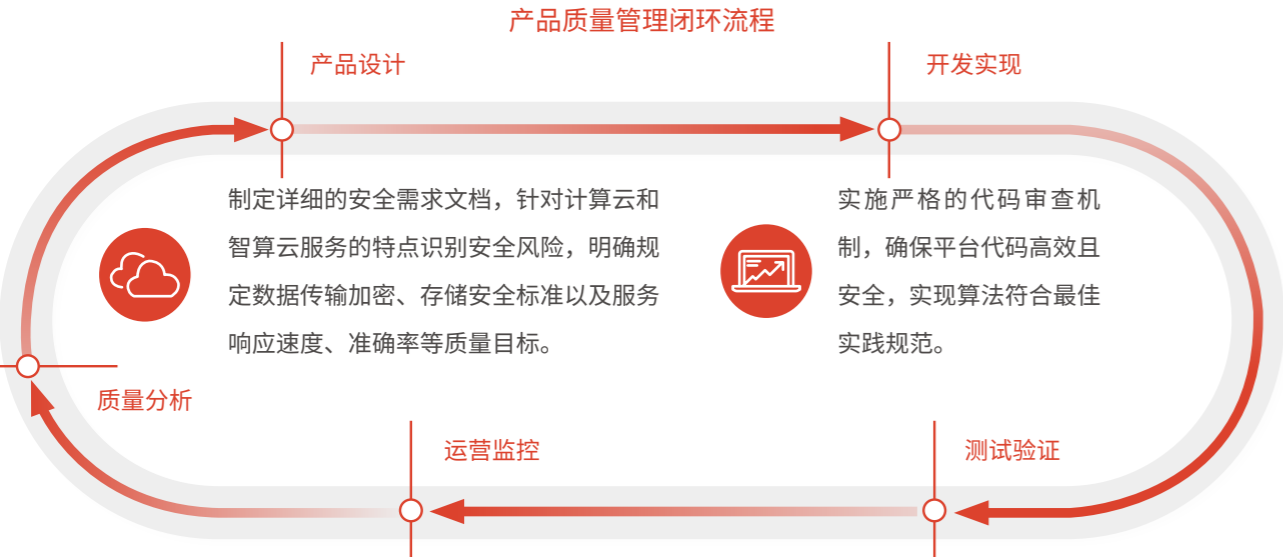 产品质量管理闭环流程
产品设计
开发实现
制定详细的安全需求文档，针对计算云和
智算云服务的特点识别安全风险，明确规
定数据传输加密、存储安全标准以及服务
响应速度、准确率等质量目标。
实施严格的代码审查机
制，确保平台代码高效且
安全，实现算法符合最佳
实践规范。
质量分析
运营监控
测试验证